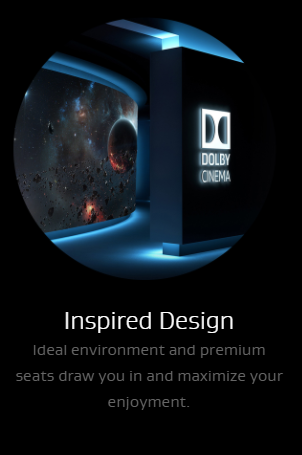 DOLBY
CINEMA
Inspired Design
Ideal environment and premium
seats draw you in and maximize your
enjoyment.